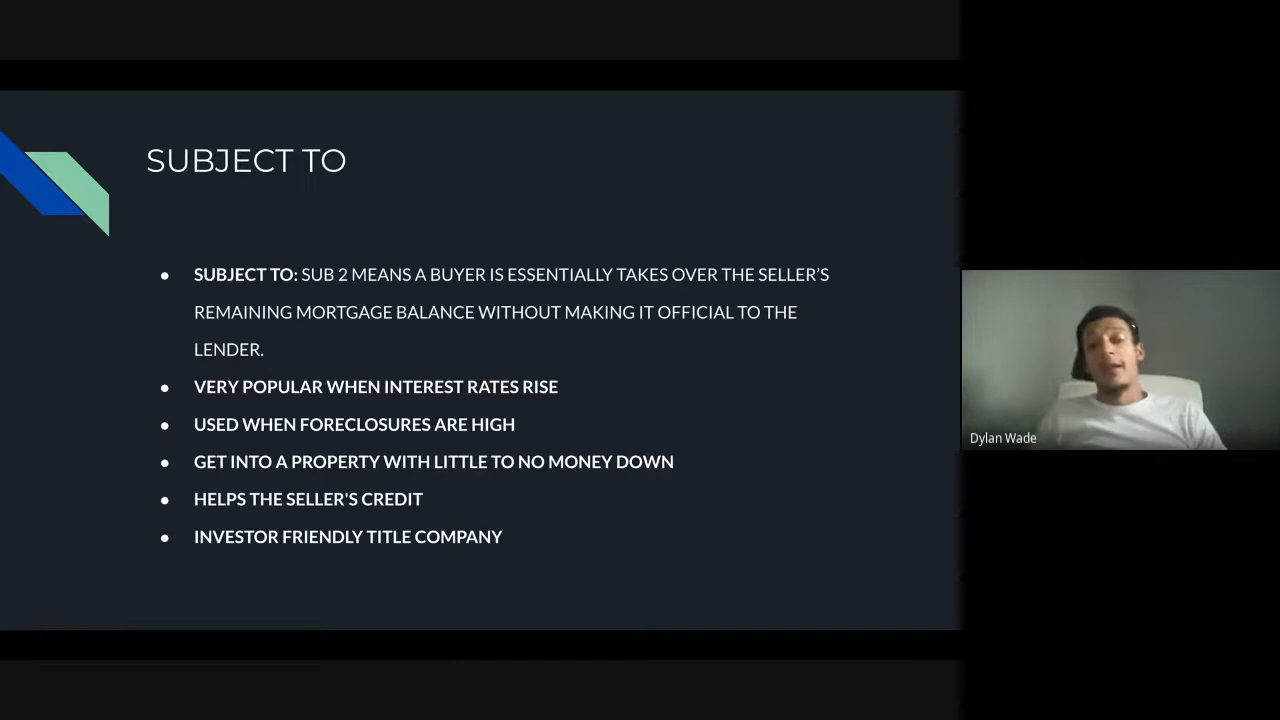 SUBJECT TO
● SUBJECT TO: SUB 2 MEANS A BUYER IS ESSENTIALLY TAKES OVER THE SELLER’S
REMAINING MORTGAGE BALANCE WITHOUT MAKING IT OFFICIAL TO THE
LENDER.
● VERY POPULAR WHEN INTEREST RATES RISE
● USED WHEN FORECLOSURES ARE HIGH
● GET INTO A PROPERTY WITH LITTLE TO NO MONEY DOWN
● HELPS THE SELLER'S CREDIT
● INVESTOR FRIENDLY TITLE COMPANY
Dylan Wade